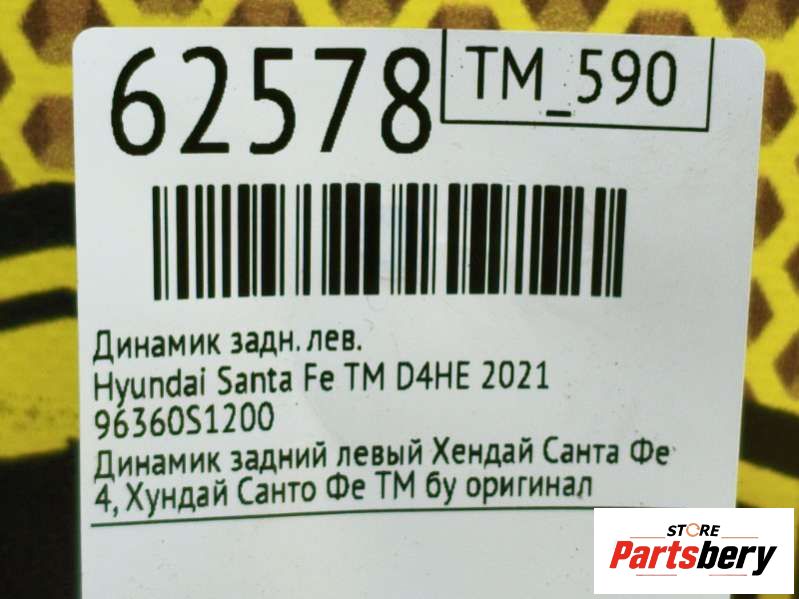 62578
TM_590
Динамик задн. лев.
Hyundai Santa Fe TM D4HE 2021
96360S1200
Динамик задний левый Хендай Санта Фе
4, Хундай Санто Фе ТМ бу оригинал
STORE
Partsbery